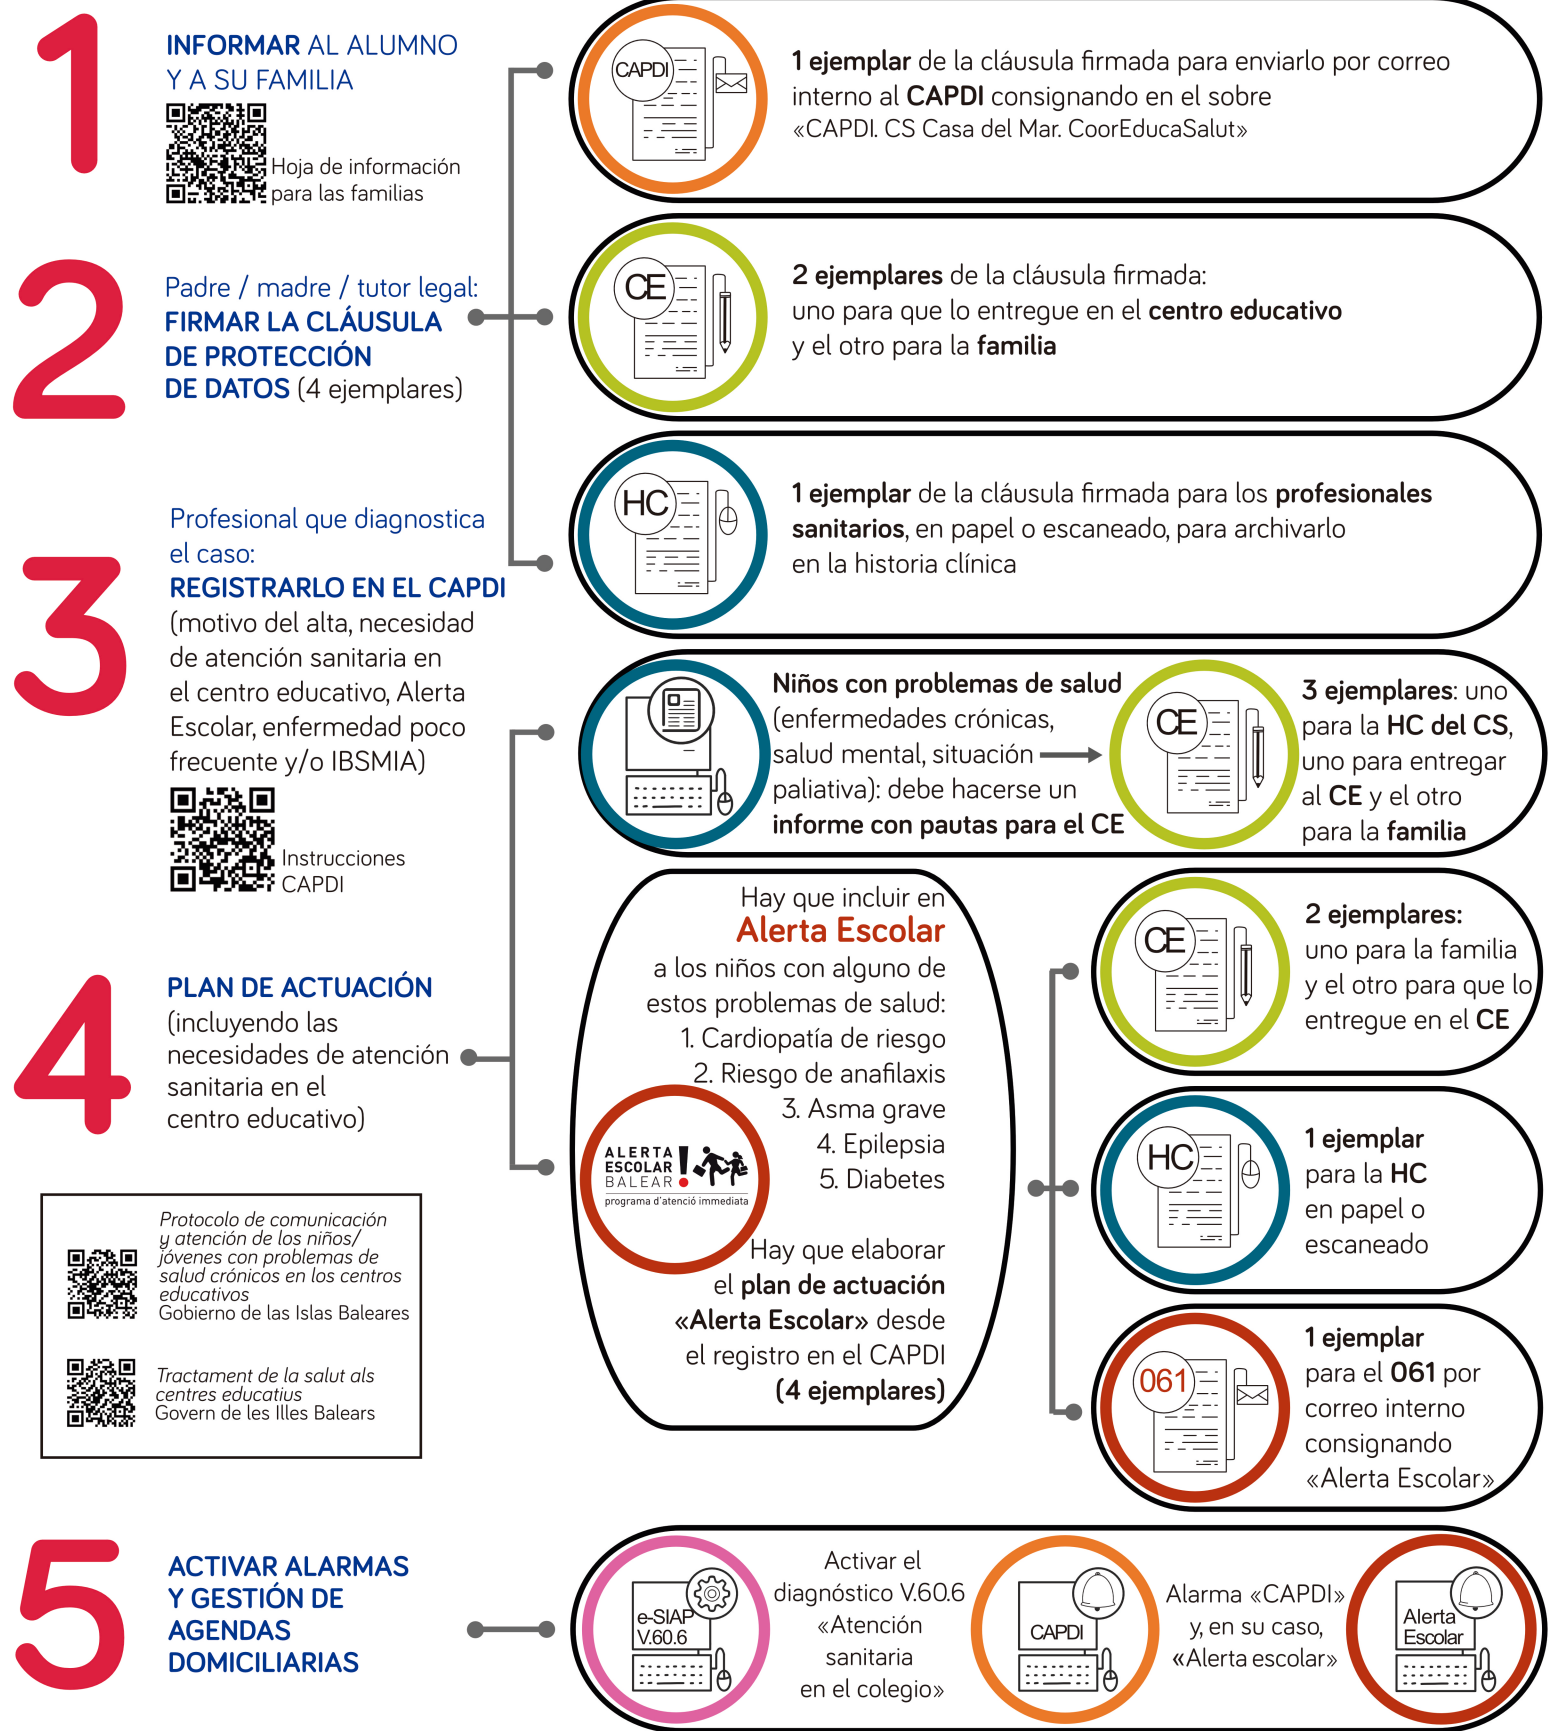 1
INFORMAR AL ALUMNO
Y A SU FAMILIA
Hoja de información
para las familias
2
Padre / madre / tutor legal:
FIRMAR LA CLÁUSULA
DE PROTECCIÓN
DE DATOS (4 ejemplares)
CAPDI
1 ejemplar de la cláusula firmada para enviarlo por correo
interno al CAPDI consignando en el sobre
«CAPDI. CS Casa del Mar. CoorEducaSalut»
CE
2 ejemplares de la cláusula firmada:
uno para que lo entregue en el centro educativo
y el otro para la familia
HC
1 ejemplar de la cláusula firmada para los profesionales
sanitarios, en papel o escaneado, para archivarlo
en la historia clínica
3
Profesional que diagnostica
el caso:
REGISTRARLO EN EL CAPDI
(motivo del alta, necesidad
de atención sanitaria en
el centro educativo, Alerta
Escolar, enfermedad poco
frecuente y/o IBSMIA)
Instrucciones
CAPDI
4
PLAN DE ACTUACIÓN
(incluyendo las
necesidades de atención
sanitaria en el
centro educativo)
Niños con problemas de salud
(enfermedades crónicas,
salud mental, situación
paliativa): debe hacerse un
informe con pautas para el CE
CE
3 ejemplares: uno
para la HC del CS,
uno para entregar
al CE y el otro
para la familia
Hay que incluir en
Alerta Escolar
a los niños con alguno de
estos problemas de salud:
1. Cardiopatía de riesgo
2. Riesgo de anafilaxis
3. Asma grave
4. Epilepsia
5. Diabetes
ALERTA
ESCOLAR
BALEAR
programa d'atenció immediata
Hay que elaborar
el plan de actuación
«Alerta Escolar» desde
el registro en el CAPDI
(4 ejemplares)
CE
2 ejemplares:
uno para la familia
y el otro para que lo
entregue en el CE
HC
1 ejemplar
para la HC
en papel o
escaneado
061
1 ejemplar
para el 061 por
correo interno
consignando
«Alerta Escolar»
Protocolo de comunicación
y atención de los niños/
jóvenes con problemas de
salud crónicos en los centros
educativos
Gobierno de las Islas Baleares
Tractament de la salut als
centres educatius
Govern de les Illes Balears
5
ACTIVAR ALARMAS
Y GESTIÓN DE
AGENDAS
DOMICILIARIAS
e-SIAP
V.60.6
Activar el
diagnóstico V.60.6
«Atención
sanitaria
en el colegio»
CAPDI
Alarma «CAPDI»
y, en su caso,
«Alerta escolar»
Alerta
Escolar